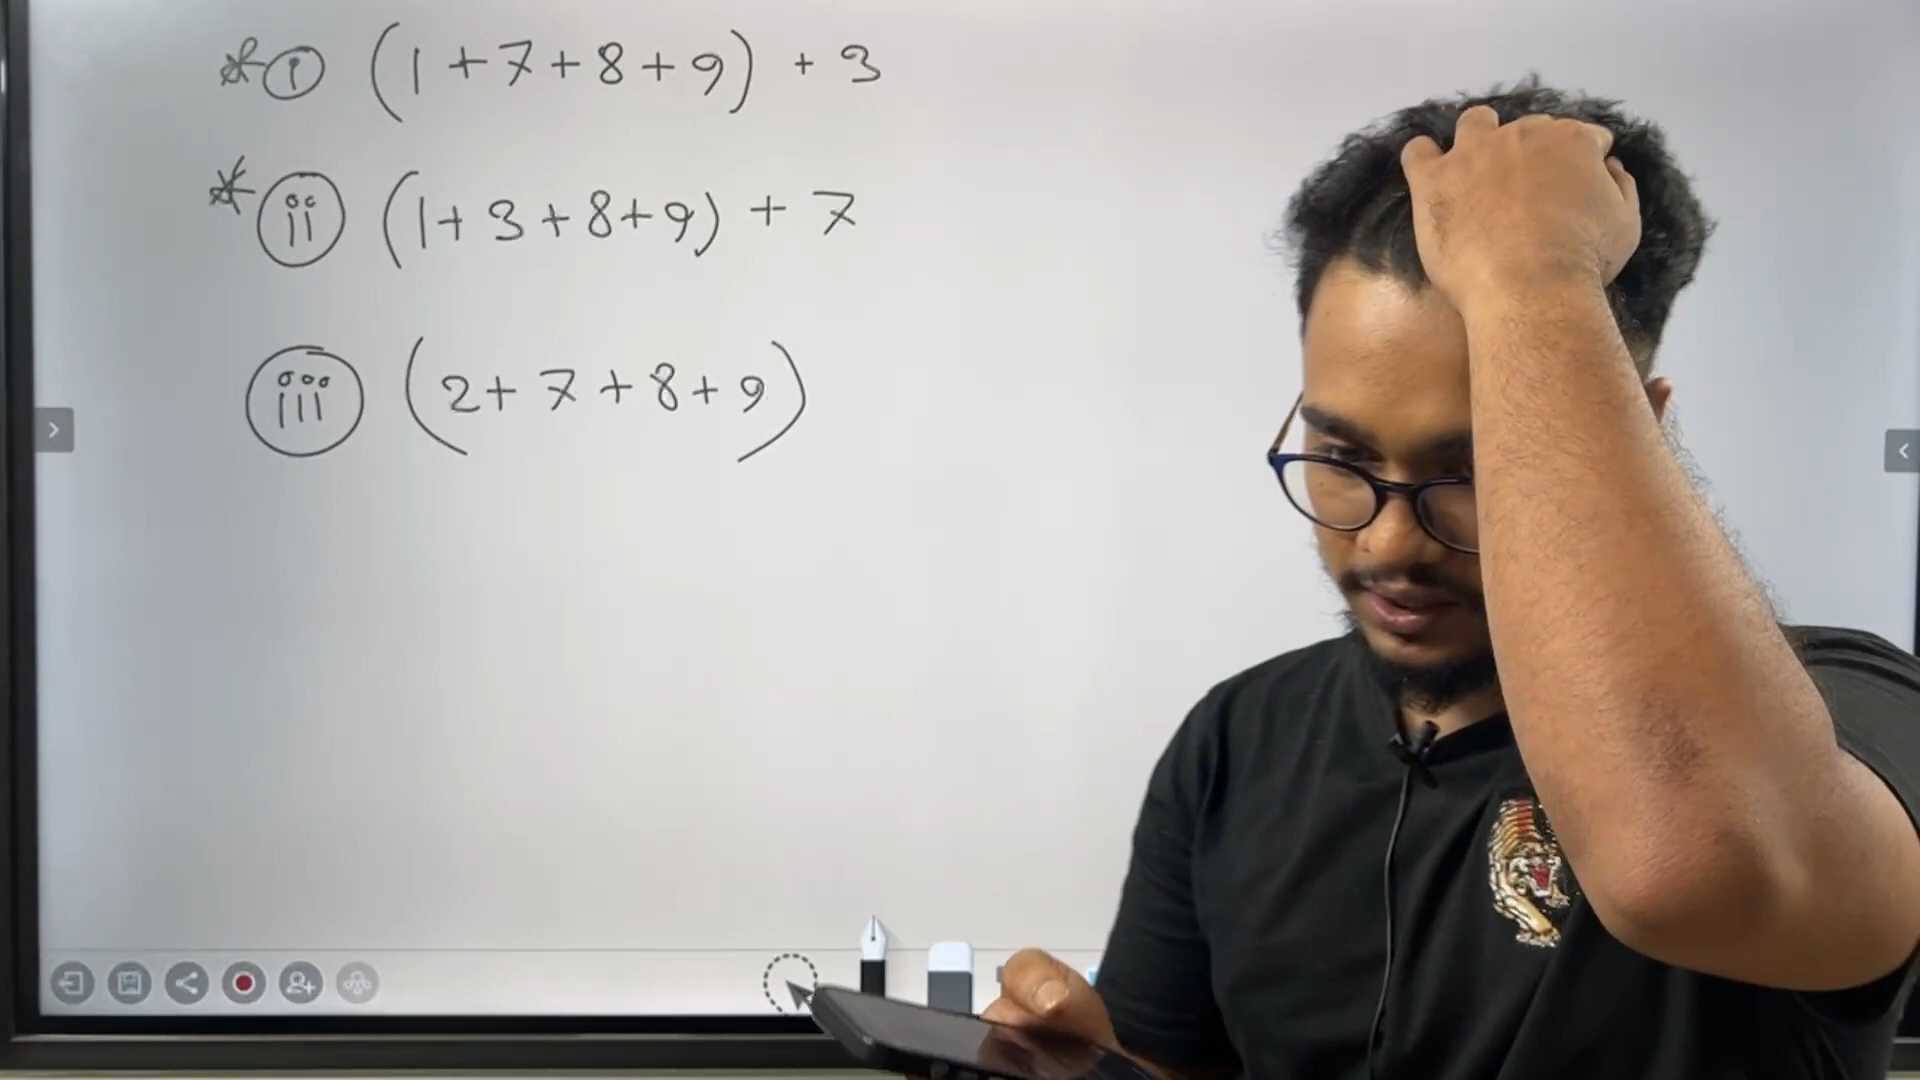 * (i) (1+7+8+9) + 3
* (ii) (1+3+8+9) + 7
(iii) (2+7+8+9)